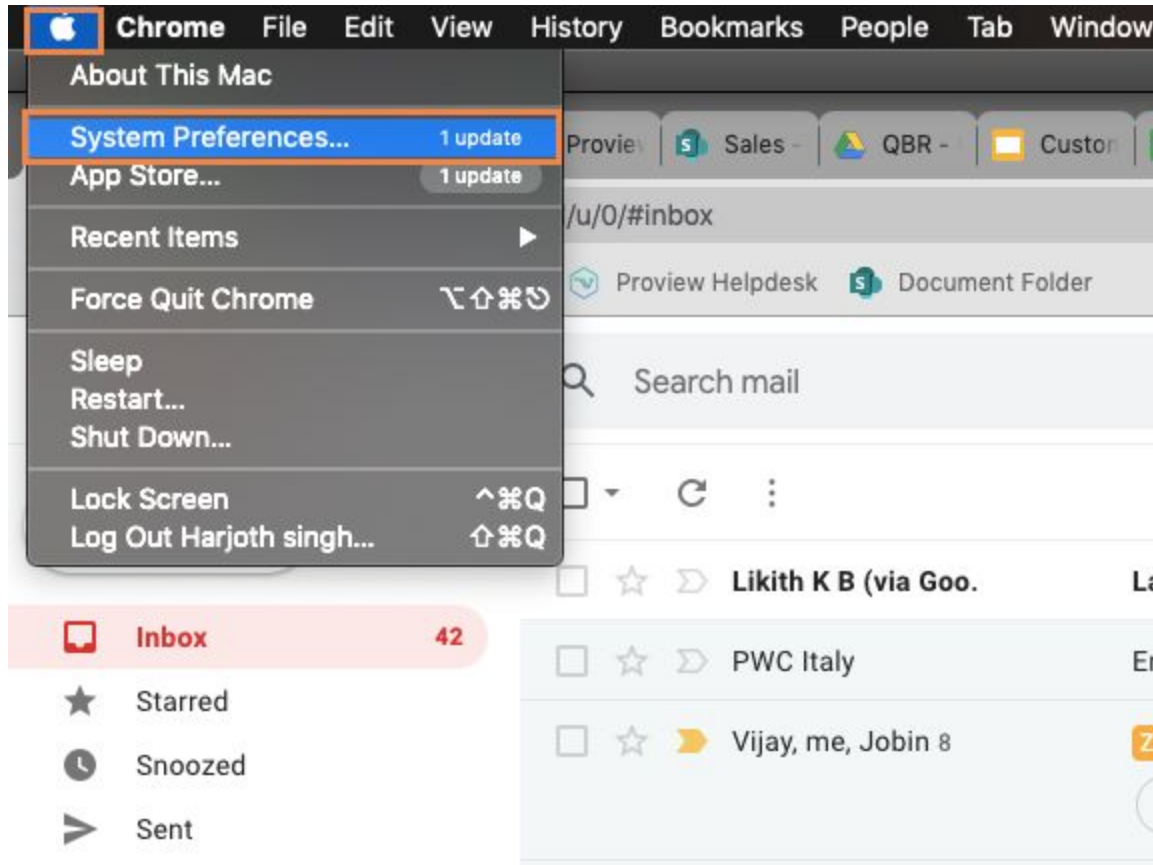 Chrome File Edit View History Bookmarks People Tab Window
About This Mac
System Preferences... 1 update
App Store... 1 update
Recent Items
Force Quit Chrome ⌥⇧⌘⎋
Sleep
Restart...
Shut Down...
Lock Screen ^⌘Q
Log Out Harjoth singh... ⇧⌘Q
Provie
Sales -
QBR -
Custon
/u/0/#inbox
Proview Helpdesk
Document Folder
Search mail
Likith K B (via Goo.
PWC Italy
Vijay, me, Jobin 8
Inbox 42
Starred
Snoozed
Sent